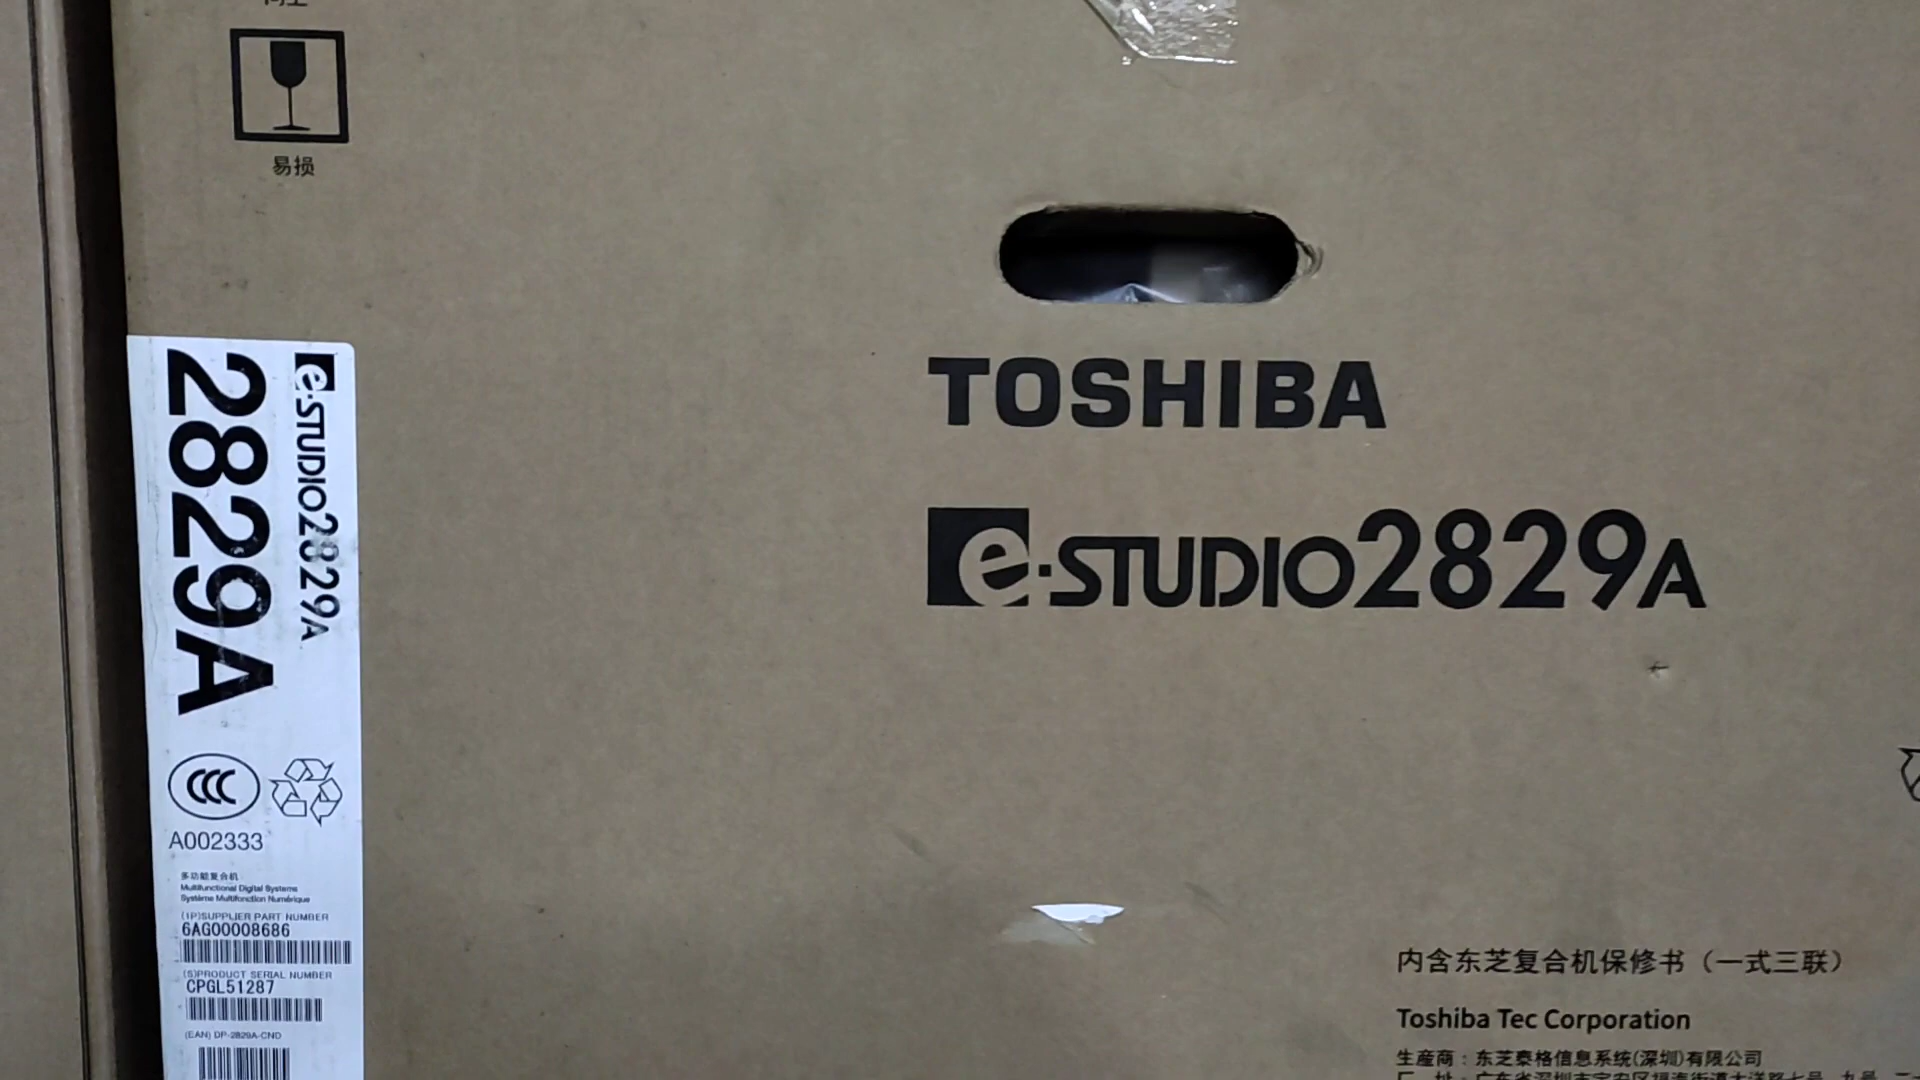 易损
TOSHIBA
e-STUDIO2829A
e-STUDIO2829A
2829A
A002333
多功能复合机
Multifunctional Digital Systems
Système Multifonction Numérique
(1P)SUPPLIER PART NUMBER
6AG00008686
(S)PRODUCT SERIAL NUMBER
CPGL51287
(EAN) DP-2829A-CND
内含东芝复合机保修书（一式三联）
Toshiba Tec Corporation
生産商：东芝泰格信息系统(深圳)有限公司